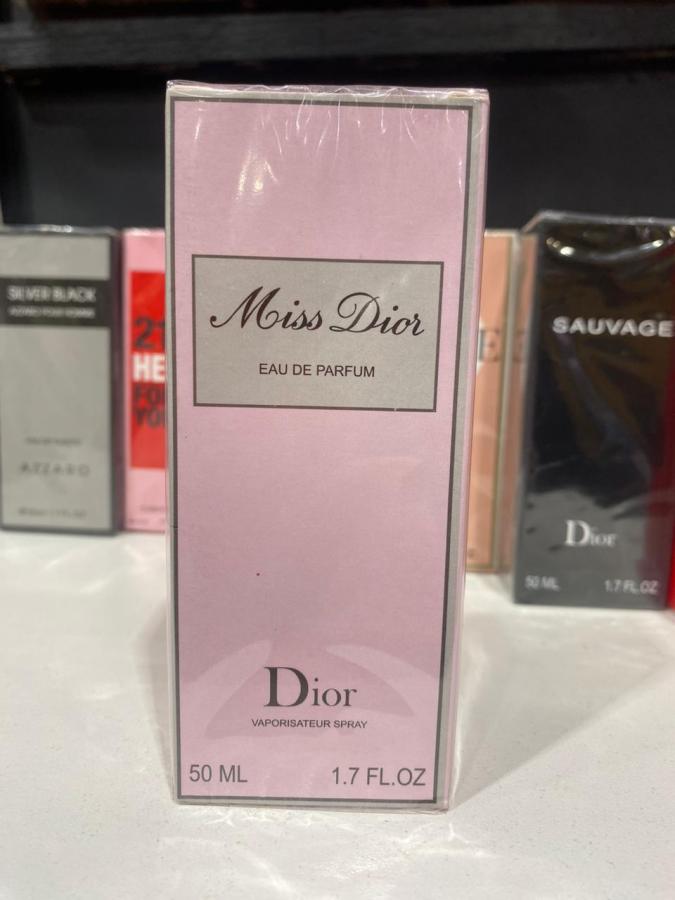 Miss Dior
EAU DE PARFUM
Dior
VAPORISATEUR SPRAY
50 ML 1.7 FL.OZ
SILVER BLACK
AZZARO
SAUVAGE
Dior
50 ML 1.7 FL.OZ